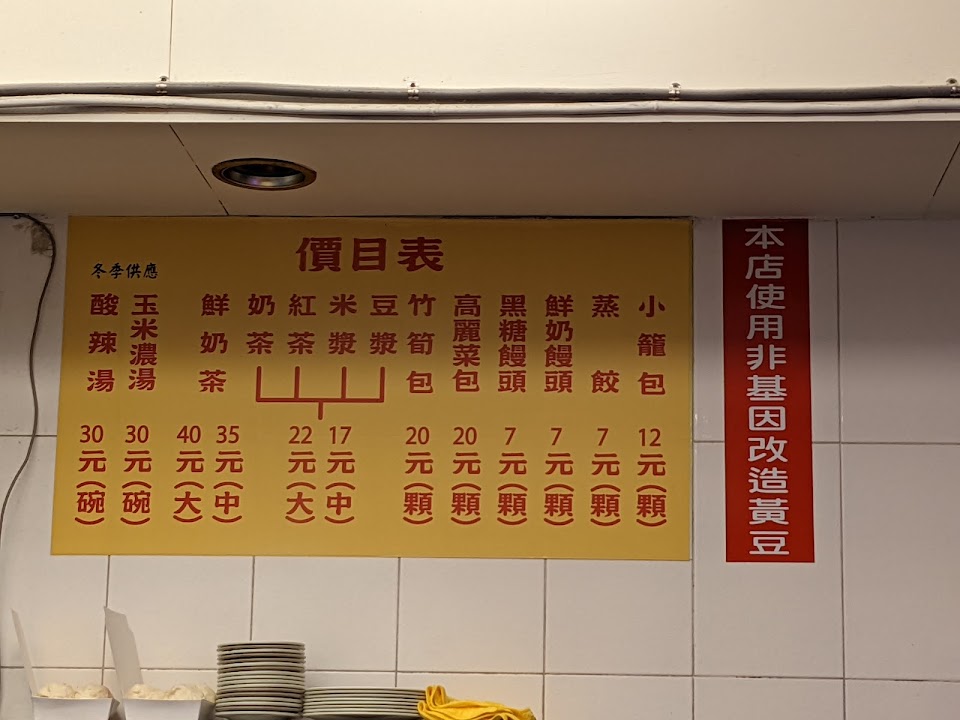 價目表
小籠包 12元(顆)
蒸餃 7元(顆)
鮮奶饅頭 7元(顆)
黑糖饅頭 7元(顆)
高麗菜包 20元(顆)
竹筍包 20元(顆)
豆漿
米漿
紅茶
奶茶
17元(中)
22元(大)
鮮奶茶
35元(中)
40元(大)
冬季供應
玉米濃湯 30元(碗)
酸辣湯 30元(碗)
本店使用非基因改造黃豆